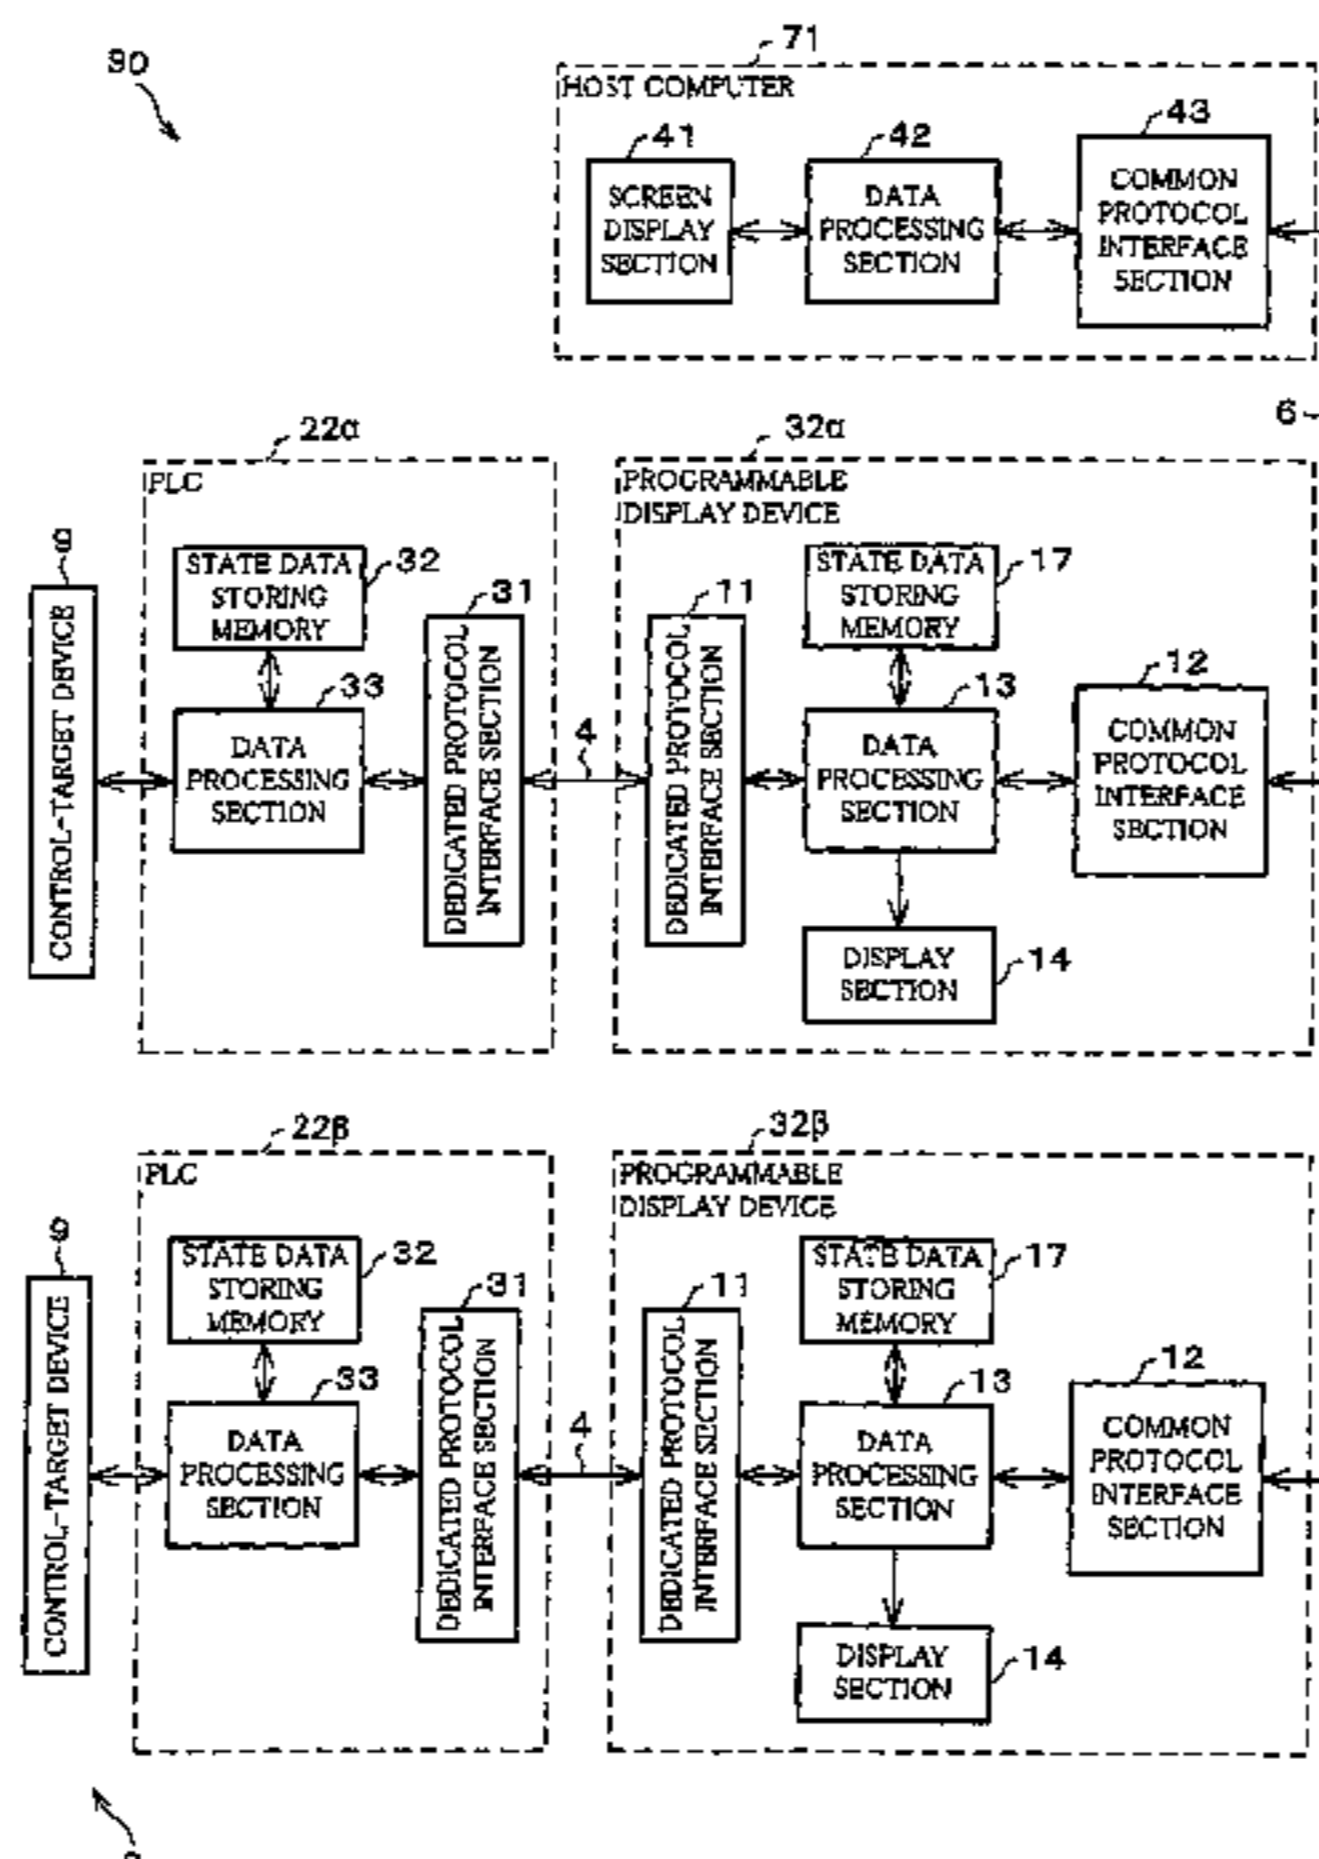 90
71
HOST COMPUTER
41
SCREEN
DISPLAY
SECTION
42
DATA
PROCESSING
SECTION
43
COMMON
PROTOCOL
INTERFACE
SECTION
6
22α
PLC
CONTROL-TARGET DEVICE
STATE DATA
STORING
MEMORY
32
33
DATA
PROCESSING
SECTION
31
DEDICATED PROTOCOL
INTERFACE SECTION
4
32α
PROGRAMMABLE
DISPLAY DEVICE
11
DEDICATED PROTOCOL
INTERFACE SECTION
STATE DATA
STORING
MEMORY
17
13
DATA
PROCESSING
SECTION
12
COMMON
PROTOCOL
INTERFACE
SECTION
DISPLAY
SECTION
14
22β
PLC
CONTROL-TARGET DEVICE
STATE DATA
STORING
MEMORY
32
33
DATA
PROCESSING
SECTION
31
DEDICATED PROTOCOL
INTERFACE SECTION
4
32β
PROGRAMMABLE
DISPLAY DEVICE
11
DEDICATED PROTOCOL
INTERFACE SECTION
STATE DATA
STORING
MEMORY
17
13
DATA
PROCESSING
SECTION
12
COMMON
PROTOCOL
INTERFACE
SECTION
DISPLAY
SECTION
14